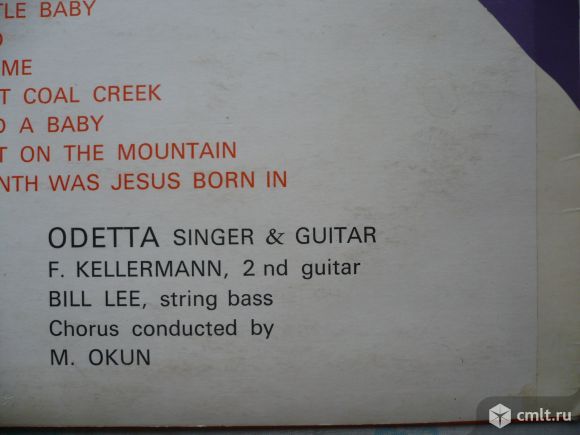 TLE BABY
ME
T COAL CREEK
A BABY
T ON THE MOUNTAIN
NTH WAS JESUS BORN IN
ODETTA SINGER & GUITAR
F. KELLERMANN, 2 nd guitar
BILL LEE, string bass
Chorus conducted by
M. OKUN
cmlt.ru